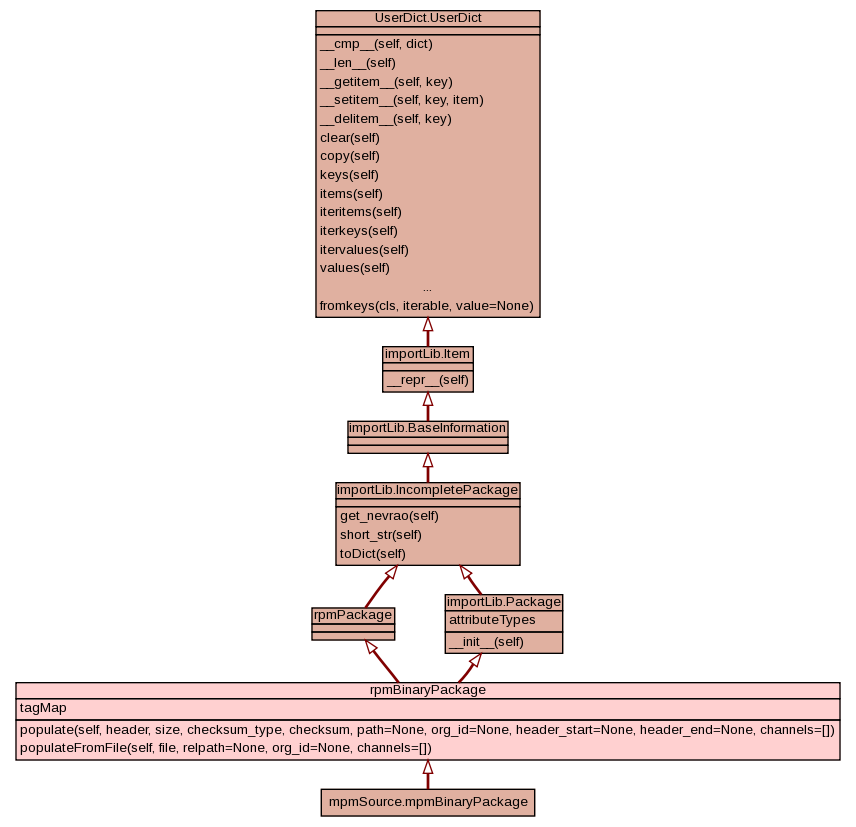 UserDict.UserDict
__cmp__(self, dict)
__len__(self)
__getitem__(self, key)
__setitem__(self, key, item)
__delitem__(self, key)
clear(self)
copy(self)
keys(self)
items(self)
iteritems(self)
iterkeys(self)
itervalues(self)
values(self)
...
fromkeys(cls, iterable, value=None)
importLib.Item
__repr__(self)
importLib.BaseInformation
importLib.IncompletePackage
get_nevrao(self)
short_str(self)
toDict(self)
rpmPackage
importLib.Package
attributeTypes
__init__(self)
rpmBinaryPackage
tagMap
populate(self, header, size, checksum_type, checksum, path=None, org_id=None, header_start=None, header_end=None, channels=[])
populateFromFile(self, file, relpath=None, org_id=None, channels=[])
mpmSource.mpmBinaryPackage